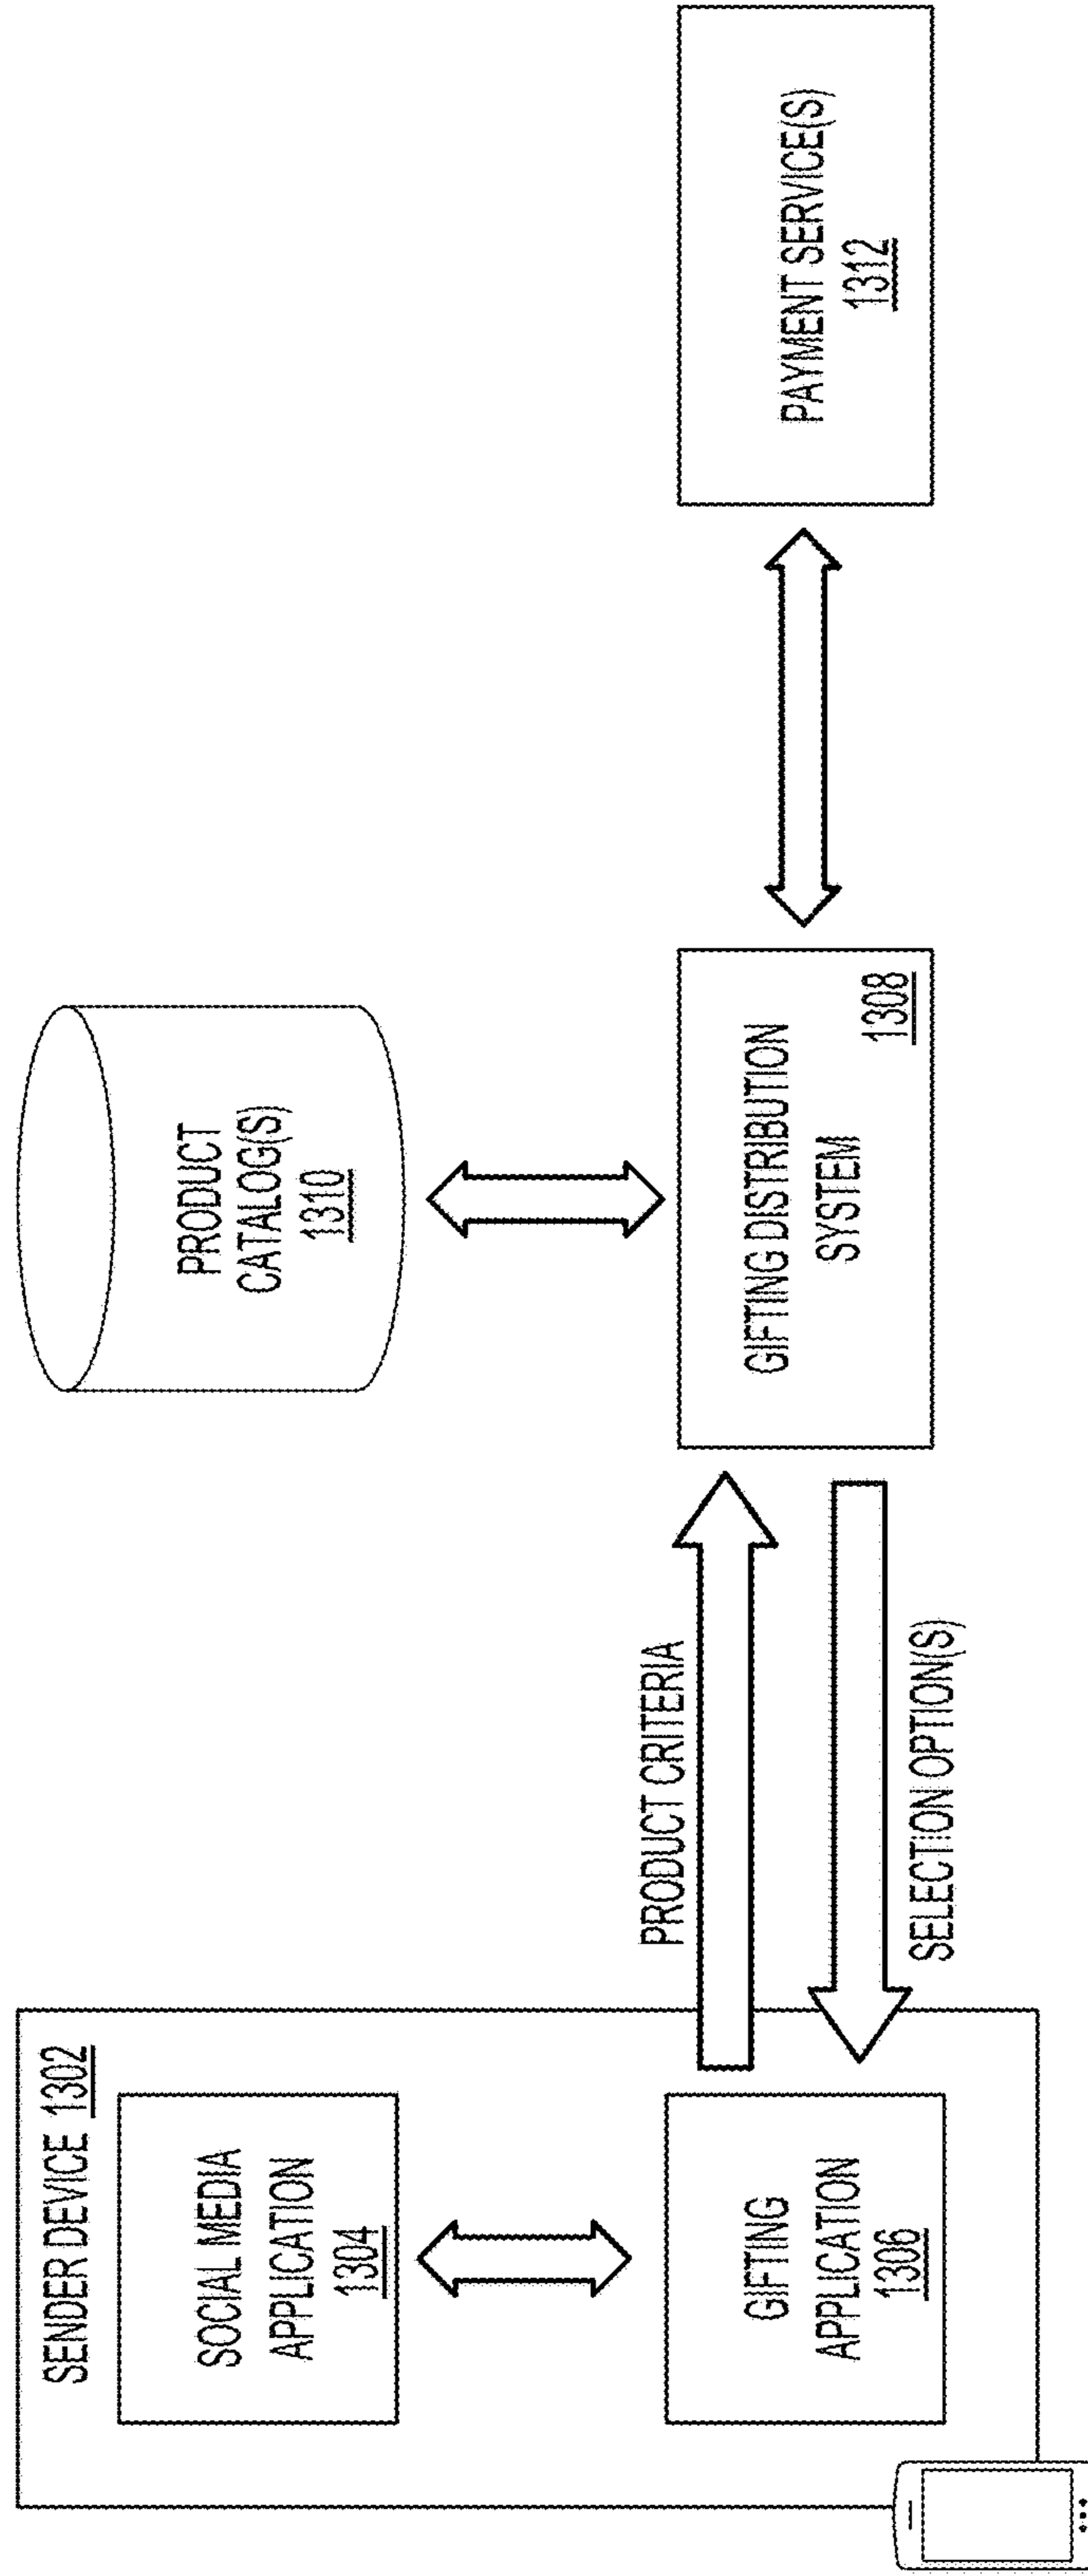 SENDER DEVICE 1302
SOCIAL MEDIA
APPLICATION
1304
GIFTING
APPLICATION
1306
PRODUCT CRITERIA
SELECTION OPTION(S)
PRODUCT
CATALOG(S)
1310
GIFTING DISTRIBUTION
SYSTEM
1308
PAYMENT SERVICE(S)
1312